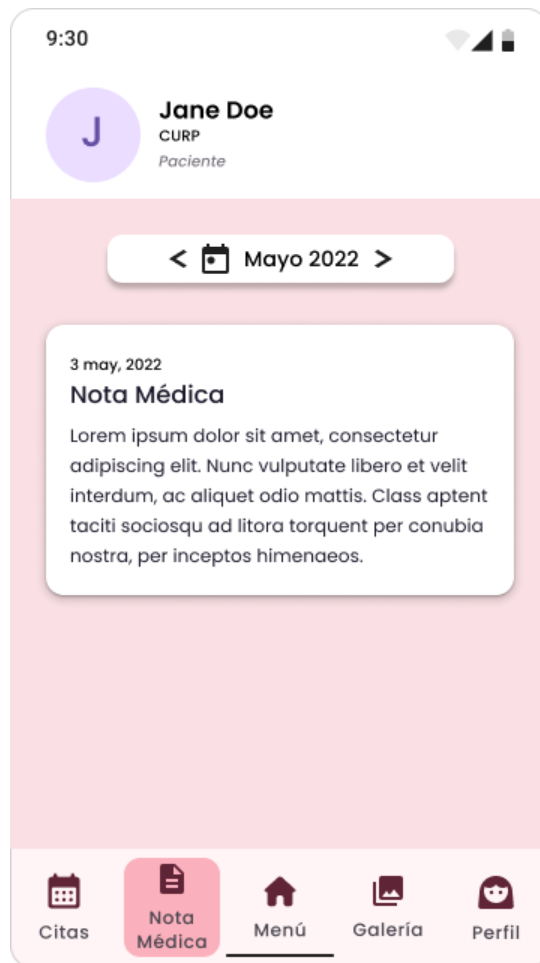 9:30
J
Jane Doe
CURP
Paciente
< Mayo 2022 >
3 may, 2022
Nota Médica
Lorem ipsum dolor sit amet, consectetur
adipiscing elit. Nunc vulputate libero et velit
interdum, ac aliquet odio mattis. Class aptent
taciti sociosqu ad litora torquent per conubia
nostra, per inceptos himenaeos.
Citas
Nota
Médica
Menú
Galería
Perfil